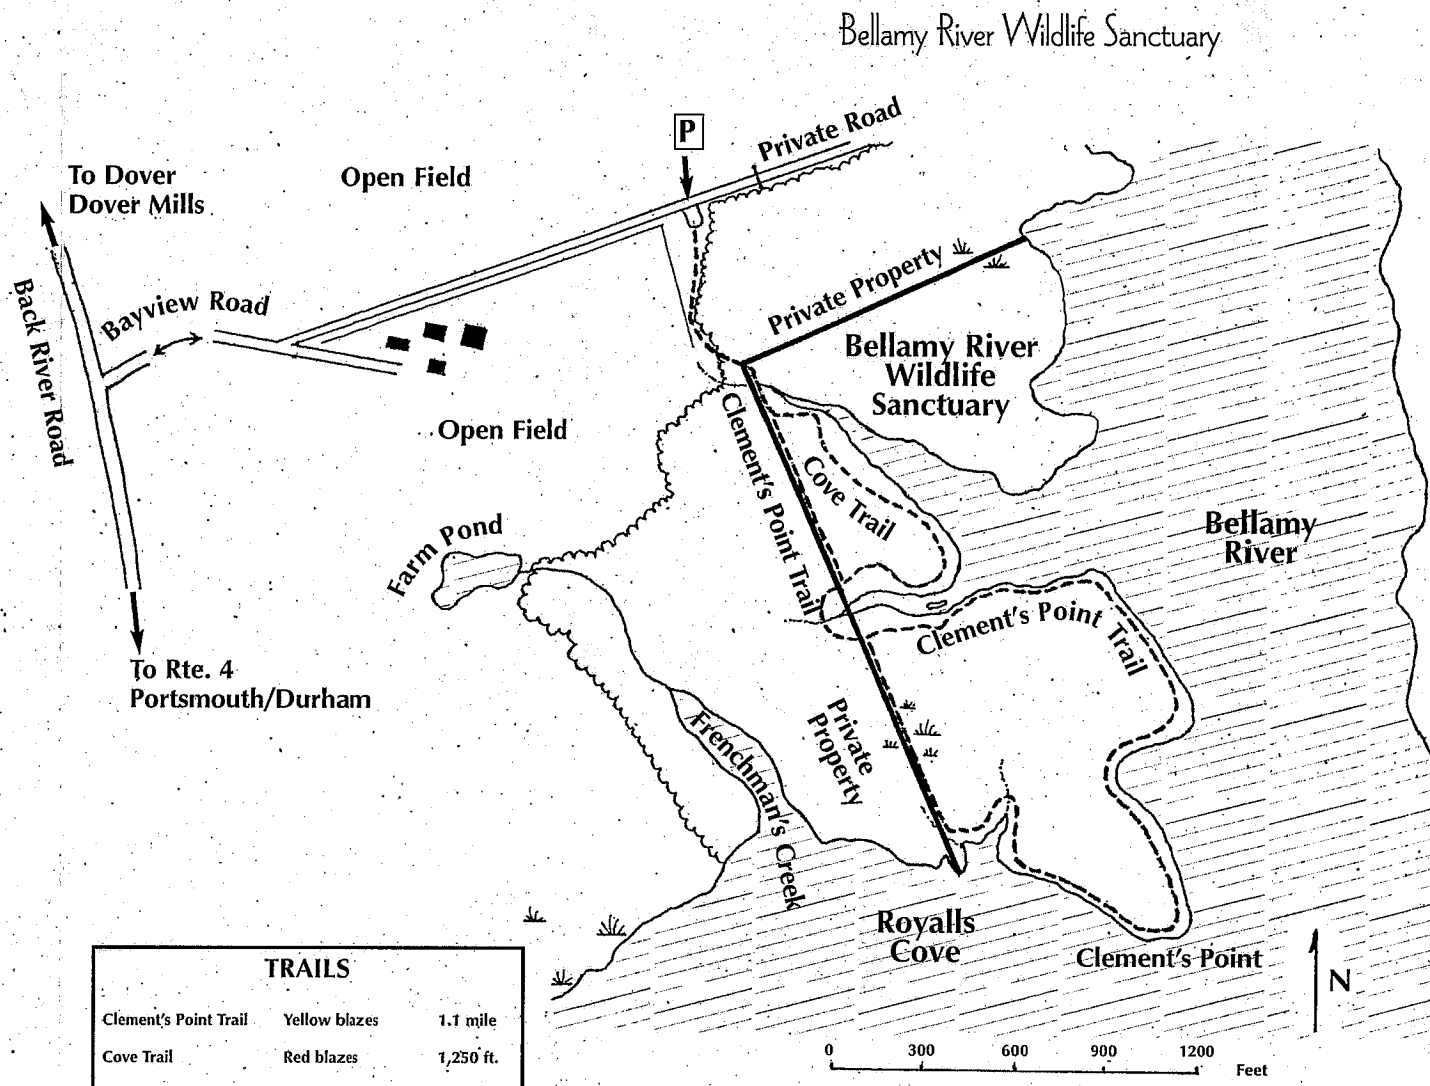 Bellamy River Wildlife Sanctuary
P
Private Road
To Dover
Dover Mills
Open Field
Private Property
Back River Road
Bayview Road
Bellamy River
Wildlife
Sanctuary
Open Field
Clement's Point Trail
Cove Trail
Bellamy
River
Farm Pond
Clement's Point Trail
To Rte. 4
Portsmouth/Durham
Private
Property
Frenchman's Creek
Royalls
Cove
Clement's Point
N
TRAILS
Clement's Point Trail Yellow blazes 1.1 mile
Cove Trail Red blazes 1,250 ft.
0 300 600 900 1200
Feet